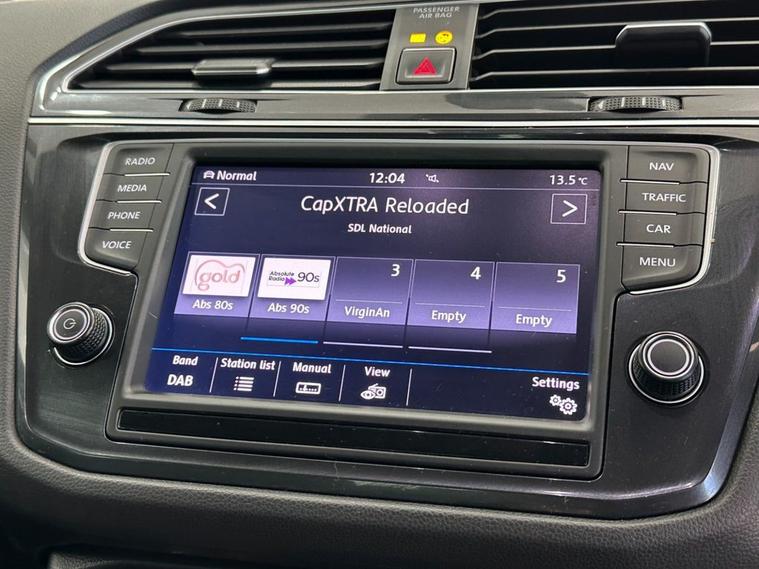 PASSENGER
AIR BAG
RADIO
MEDIA
PHONE
VOICE
NAV
TRAFFIC
CAR
MENU
Normal 12:04 13.5°C
< CapXTRA Reloaded >
SDL National
gold
Abs 80s
Absolute
Radio 90s
Abs 90s
3
VirginAn
4
Empty
5
Empty
Band
DAB
Station list
Manual
View
Settings